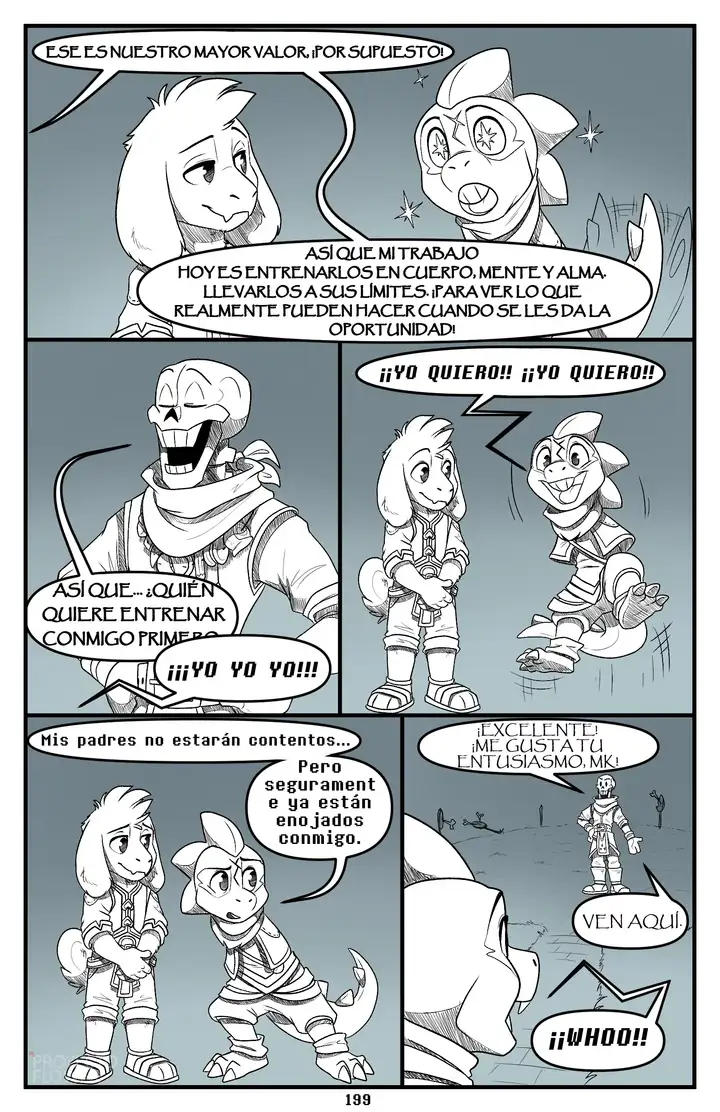 ESE ES NUESTRO MAYOR VALOR, ¡POR SUPUESTO!
ASÍ QUE MI TRABAJO
HOY ES ENTRENARLOS EN CUERPO, MENTE Y ALMA.
LLEVARLOS A SUS LÍMITES. ¡PARA VER LO QUE
REALMENTE PUEDEN HACER CUANDO SE LES DA LA
OPORTUNIDAD!
ASÍ QUE... ¿QUIÉN
QUIERE ENTRENAR
CONMIGO PRIMERO
¡¡¡YO YO YO!!!
¡¡YO QUIERO!! ¡¡YO QUIERO!!
Mis padres no estarán contentos...
Pero
segurament
e ya están
enojados
conmigo.
¡EXCELENTE!
¡ME GUSTA TU
ENTUSIASMO, MK!
VEN AQUÍ.
¡¡WHOO!!
199